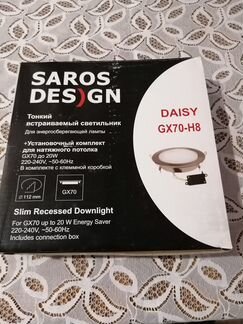 SAROS
DESIGN
Тонкий
встраиваемый светильник
Для энергосберегающей лампы
+Установочный комплект
для натяжного потолка
GX70 до 20W
220-240V, ~50-60Hz
В комплекте с клеммной коробкой
DAISY
GX70-H8
∅ 112 mm
GX70
Slim Recessed Downlight
For GX70 up to 20 W Energy Saver
220-240V, ~50-60Hz
Includes connection box